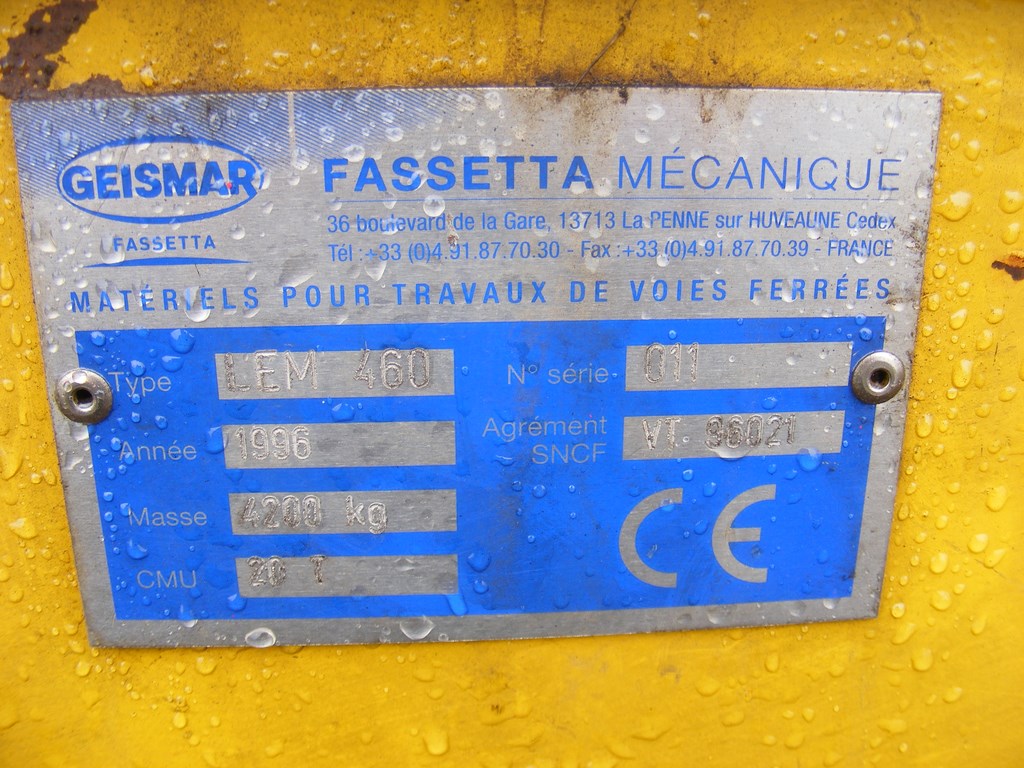 GEISMAR
FASSETTA
FASSETTA MÉCANIQUE
36 boulevard de la Gare, 13713 La PENNE sur HUVEAUNE Cedex
Tél :+33 (0)4.91.87.70.30 - Fax :+33 (0)4.91.87.70.39 - FRANCE
MATÉRIELS POUR TRAVAUX DE VOIES FERRÉES
Type LEM 460
N° série 011
Année 1996
Agrément SNCF VT 96021
Masse 4200 kg
CMU 20 T
CE